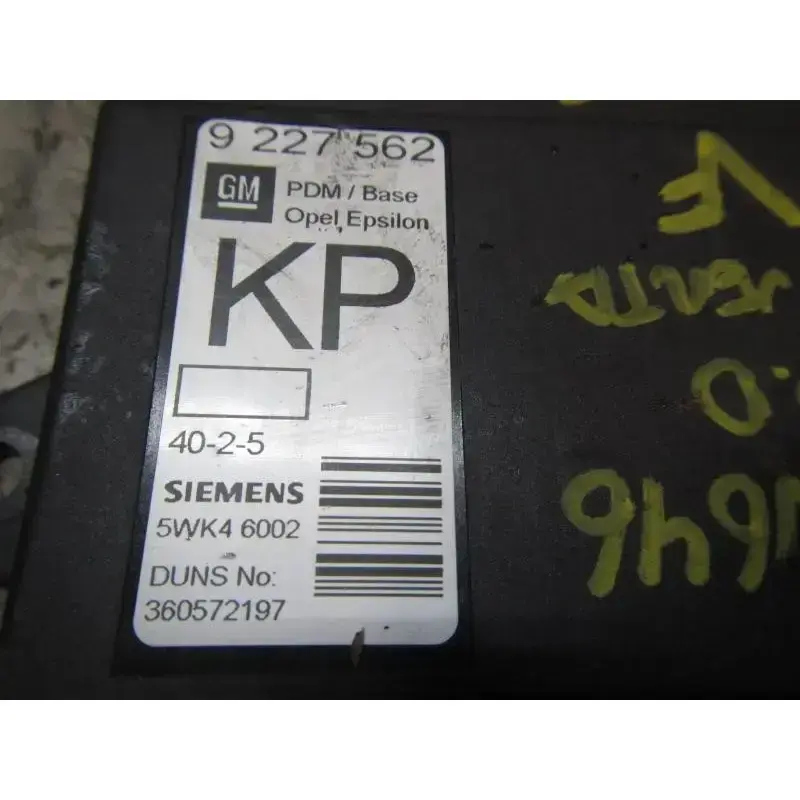 9 227 562
GM
PDM / Base
Opel Epsilon
KP
40-2-5
SIEMENS
5WK4 6002
DUNS No:
360572197